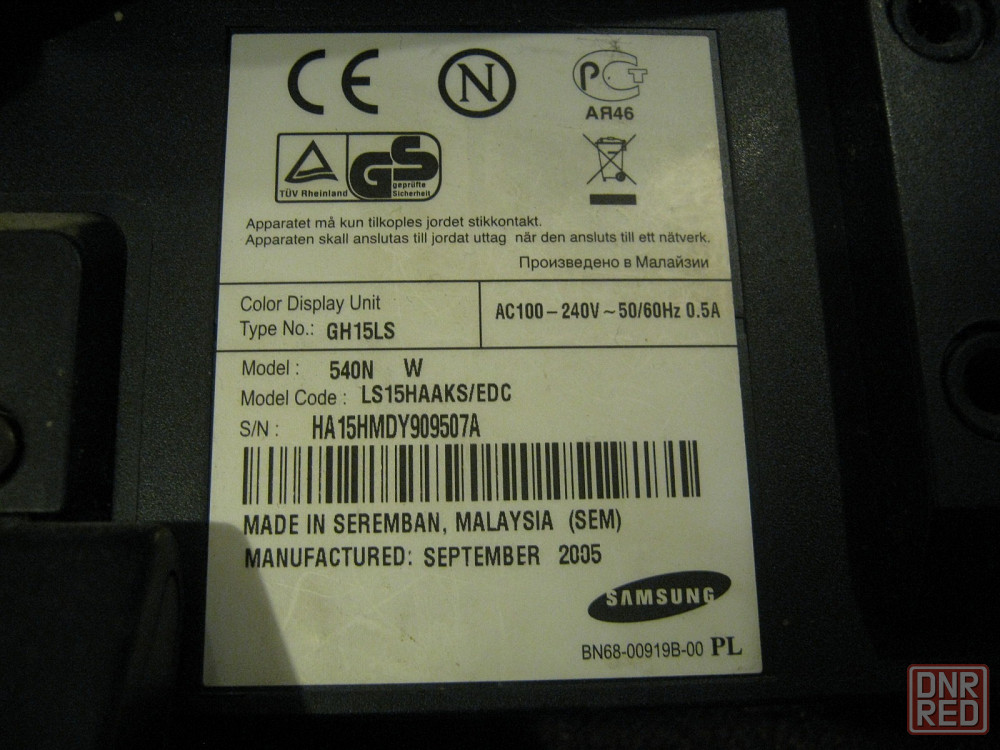 CE N PCT
АЯ46
TÜV Rheinland GS geprüfte Sicherheit
Apparatet må kun tilkoples jordet stikkontakt.
Apparaten skall anslutas till jordat uttag när den ansluts till ett nätverk.
Произведено в Малайзии
Color Display Unit
Type No.: GH15LS
AC100 – 240V ~ 50/60Hz 0.5A
Model : 540N W
Model Code : LS15HAAKS/EDC
S/N : HA15HMDY909507A
MADE IN SEREMBAN, MALAYSIA (SEM)
MANUFACTURED: SEPTEMBER 2005
SAMSUNG
BN68-00919B-00 PL
DNR
RED